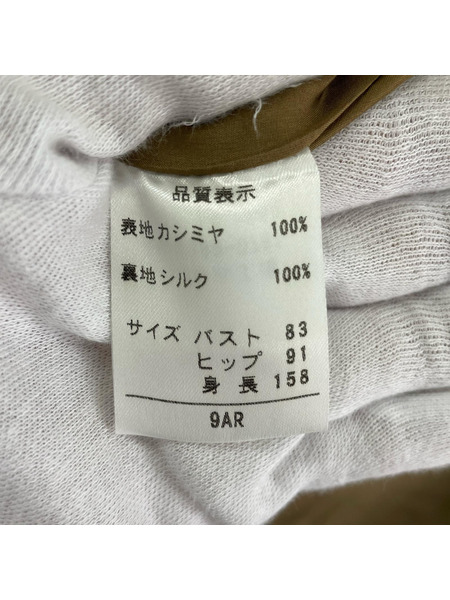 品質表示
表地カシミヤ 100%
裏地シルク 100%
サイズ バスト 83
ヒップ 91
身長 158
9AR